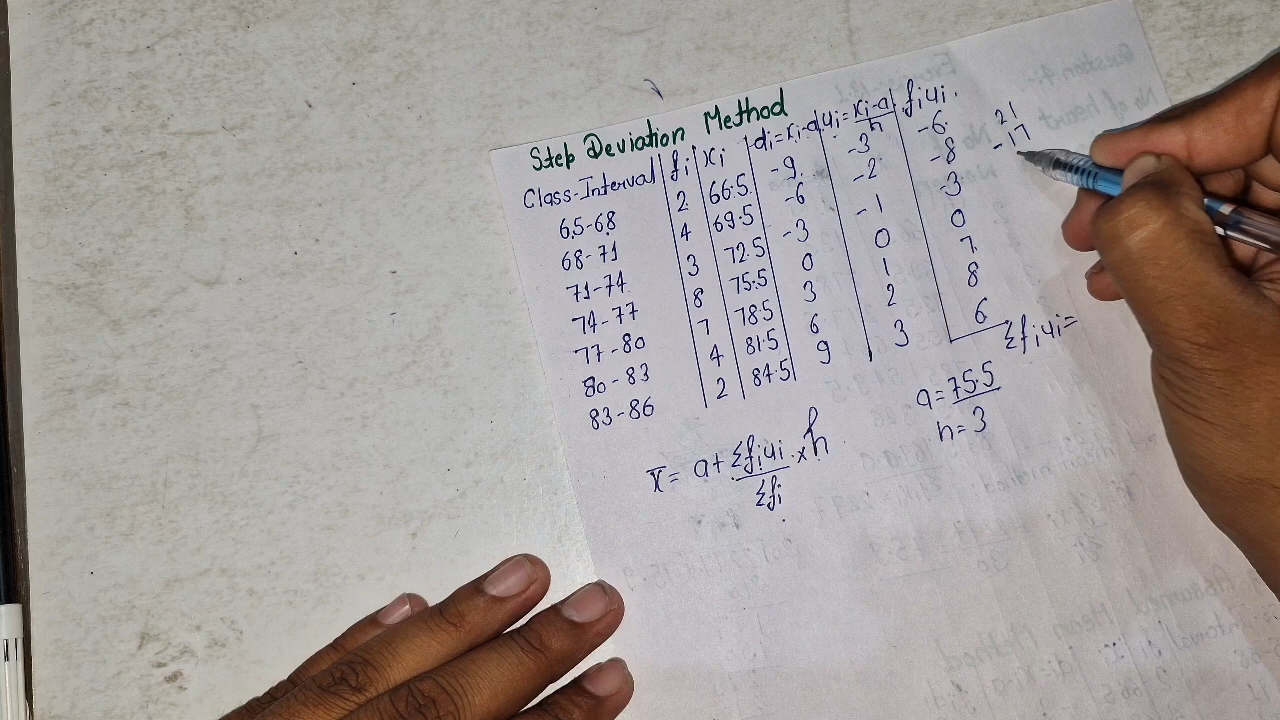 Step Deviation Method
Class-Interval fi xi di=xi-a ui=xi-a/h fiui
65-68 2 66.5 -9 -3 -6
68-71 4 69.5 -6 -2 -8
71-74 3 72.5 -3 -1 -3
74-77 8 75.5 0 0 0
77-80 7 78.5 3 1 7
80-83 4 81.5 6 2 8
83-86 2 84.5 9 3 6
Σfiui=
21
-17
a=75.5
h=3
x̄= a+ Σfiui/Σfi ×h